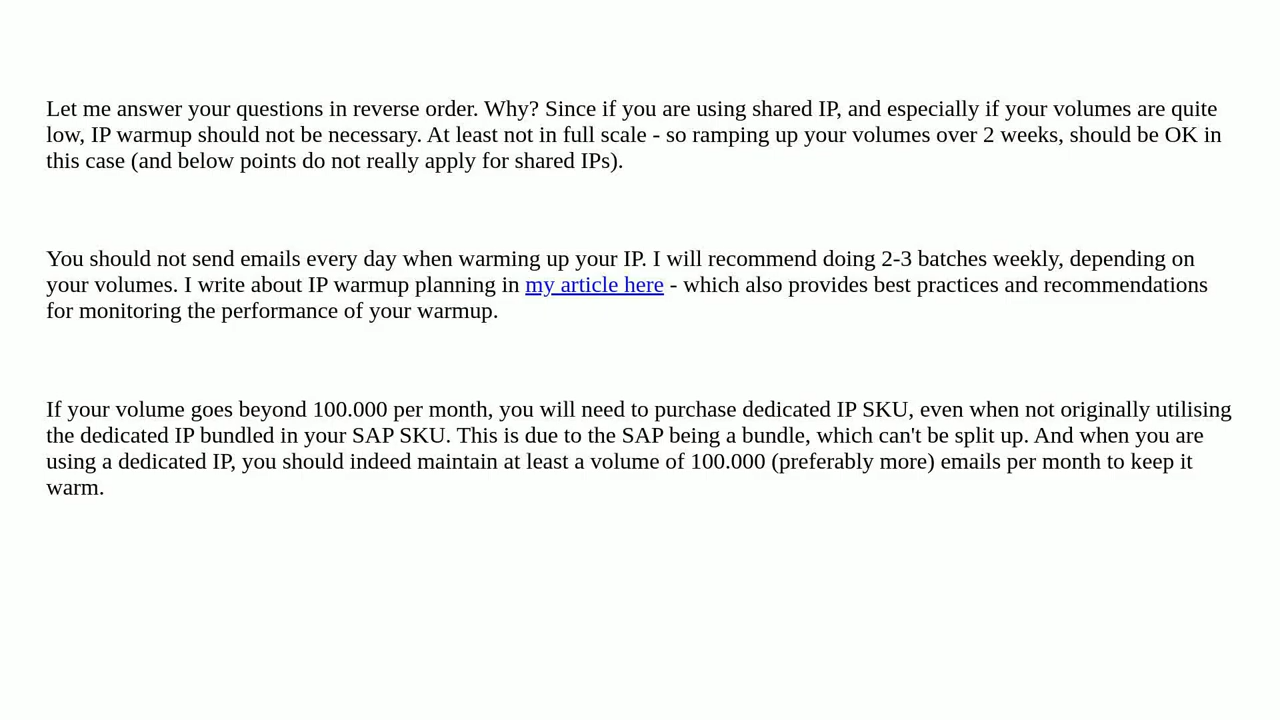 Let me answer your questions in reverse order. Why? Since if you are using shared IP, and especially if your volumes are quite
low, IP warmup should not be necessary. At least not in full scale - so ramping up your volumes over 2 weeks, should be OK in
this case (and below points do not really apply for shared IPs).
You should not send emails every day when warming up your IP. I will recommend doing 2-3 batches weekly, depending on
your volumes. I write about IP warmup planning in my article here - which also provides best practices and recommendations
for monitoring the performance of your warmup.
If your volume goes beyond 100.000 per month, you will need to purchase dedicated IP SKU, even when not originally utilising
the dedicated IP bundled in your SAP SKU. This is due to the SAP being a bundle, which can't be split up. And when you are
using a dedicated IP, you should indeed maintain at least a volume of 100.000 (preferably more) emails per month to keep it
warm.